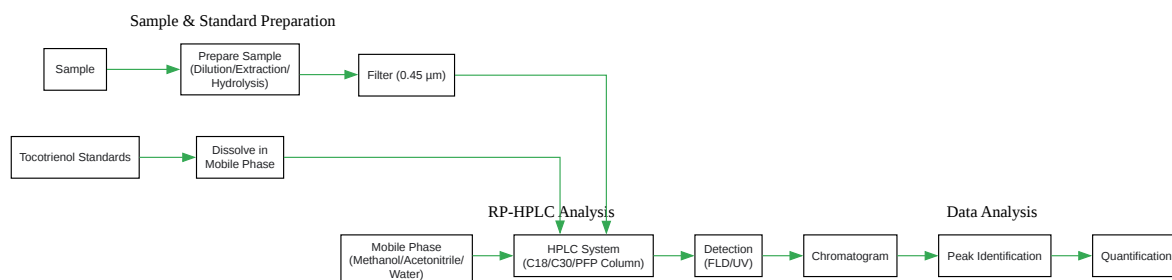 Sample & Standard Preparation
Sample
Prepare Sample
(Dilution/Extraction/
Hydrolysis)
Filter (0.45 µm)
Tocotrienol Standards
Dissolve in
Mobile Phase
RP-HPLC Analysis
Data Analysis
Mobile Phase
(Methanol/Acetonitrile/
Water)
HPLC System
(C18/C30/PFP Column)
Detection
(FLD/UV)
Chromatogram
Peak Identification
Quantification